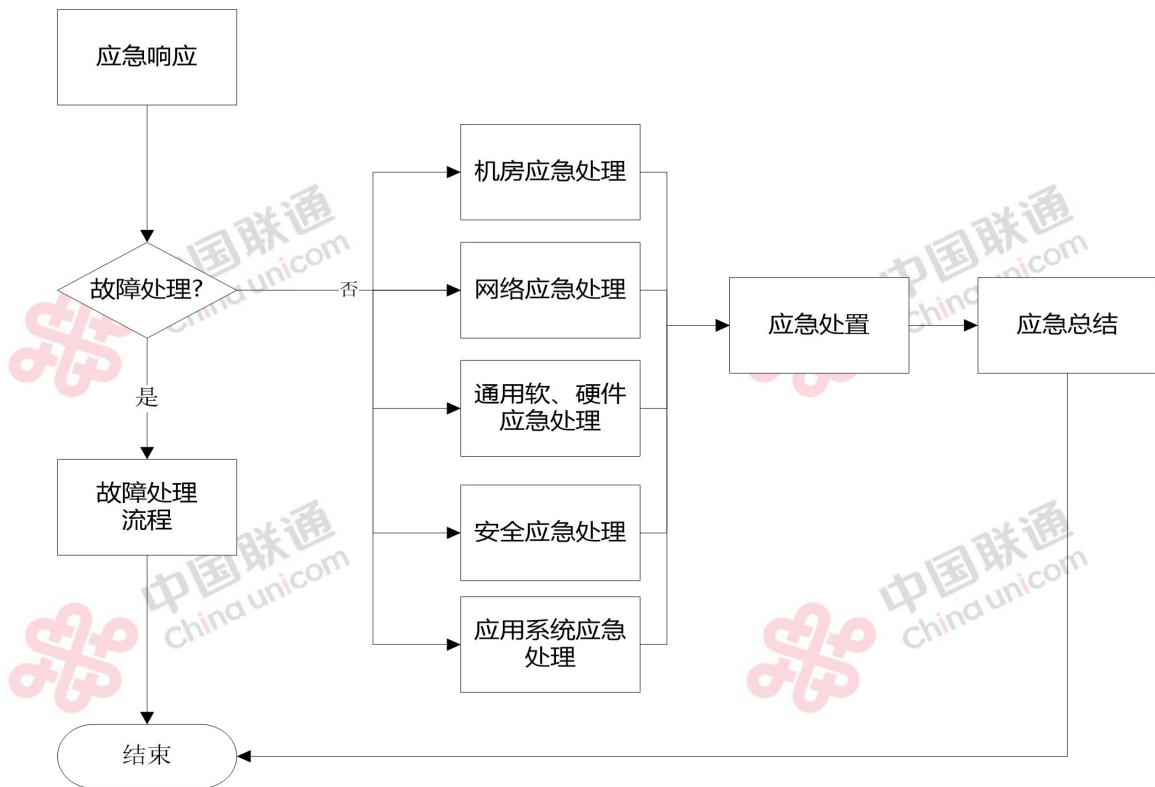 应急响应
机房应急处理
中国联通
China unicom
中国联通
China unicom
故障处理?
否
网络应急处理
应急处置
应急总结
是
通用软、硬件
应急处理
故障处理
流程
安全应急处理
中国联通
China unicom
中国联通
China unicom
应用系统应急
处理
结束